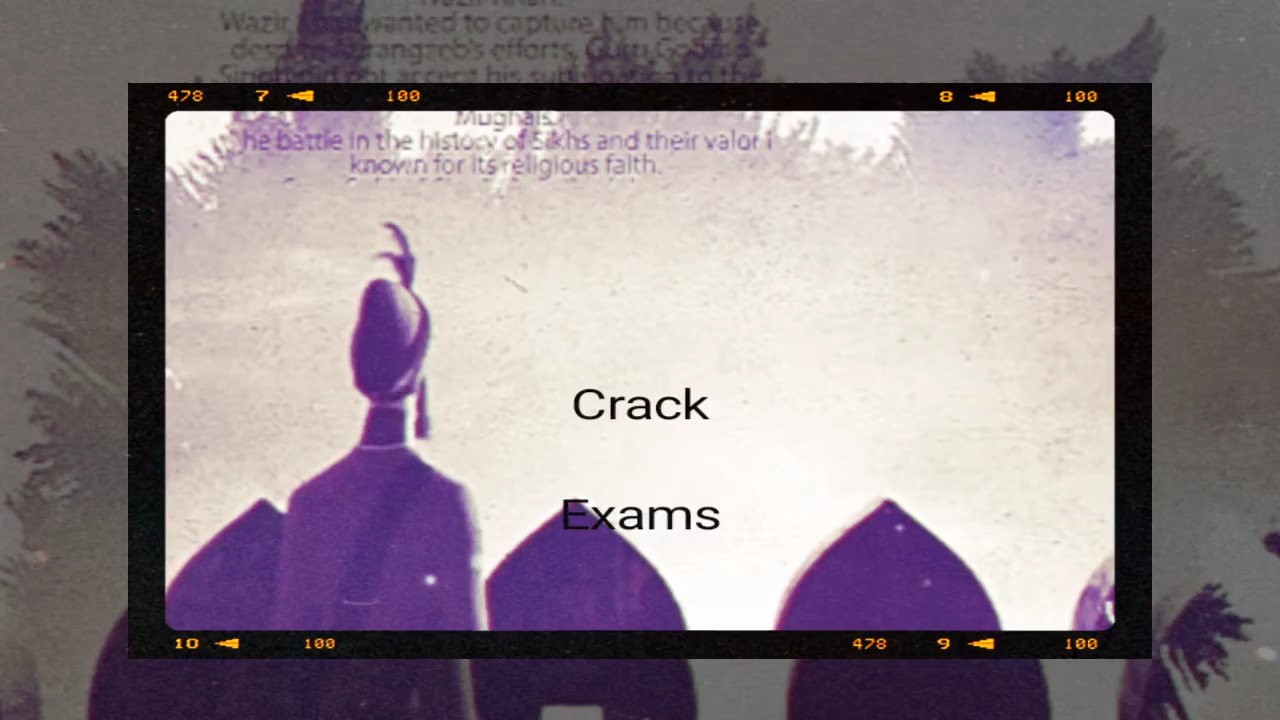 Wazir wanted to capture him because
efforts, Guru Gobind
Singh did not accept his subjugation to the
478 7 100 8 100
Mughals.
he battle in the history of Sikhs and their valor i
known for its religious faith.
Crack
Exams
10 100 478 9 100